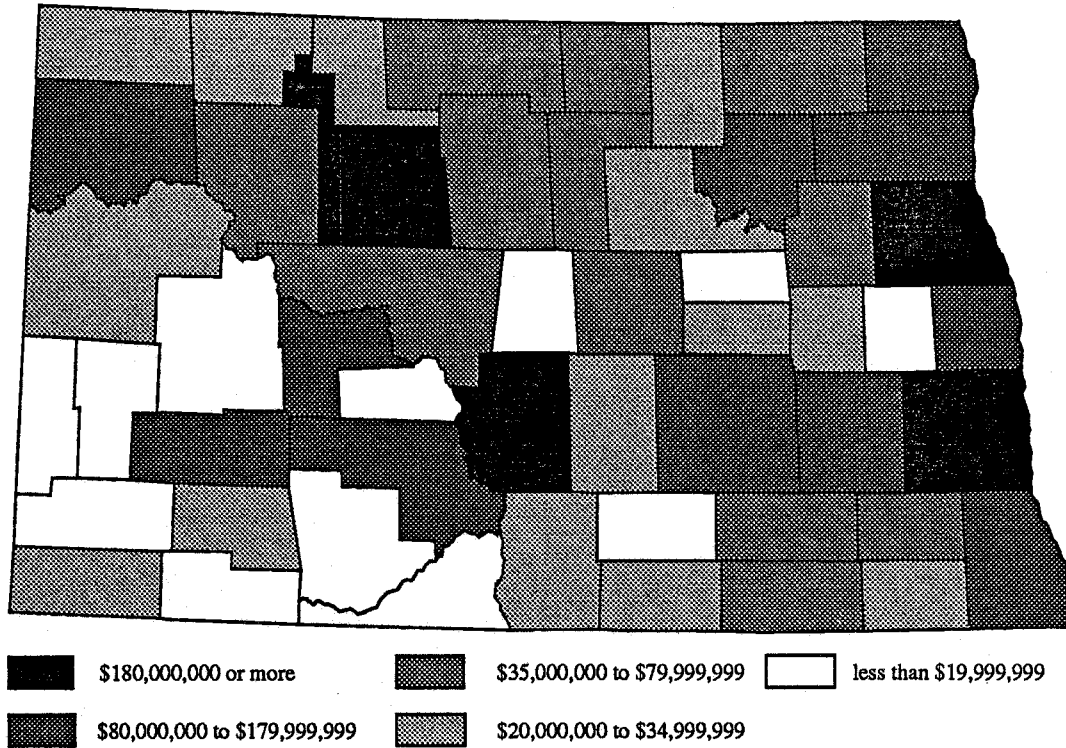 $180,000,000 or more
$35,000,000 to $79,999,999
less than $19,999,999
$80,000,000 to $179,999,999
$20,000,000 to $34,999,999